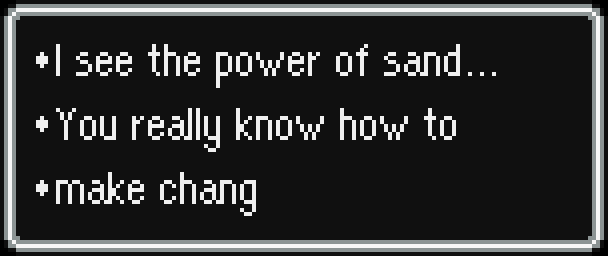 •I see the power of sand...
•You really know how to
•make chang